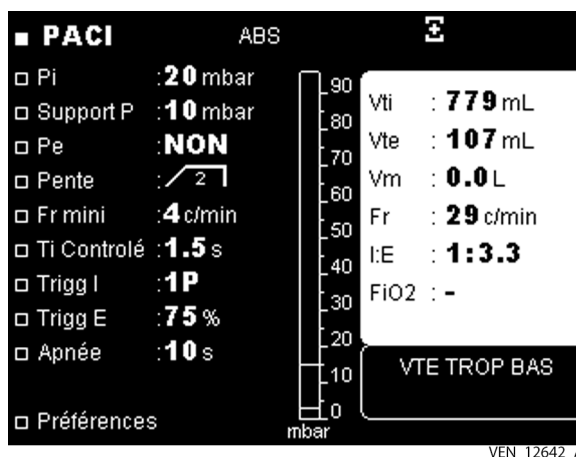 PACI ABS
Pi :20 mbar
Support P :10 mbar
Pe :NON
Pente : 2
Fr mini :4 c/min
Ti Controlé :1.5 s
Trigg I :1P
Trigg E :75 %
Apnée :10 s
Préférences
90
80
70
60
50
40
30
20
10
0
mbar
Vti : 779 mL
Vte : 107 mL
Vm : 0.0 L
Fr : 29 c/min
I:E : 1:3.3
FiO2 : -
VTE TROP BAS
VEN_12642_A